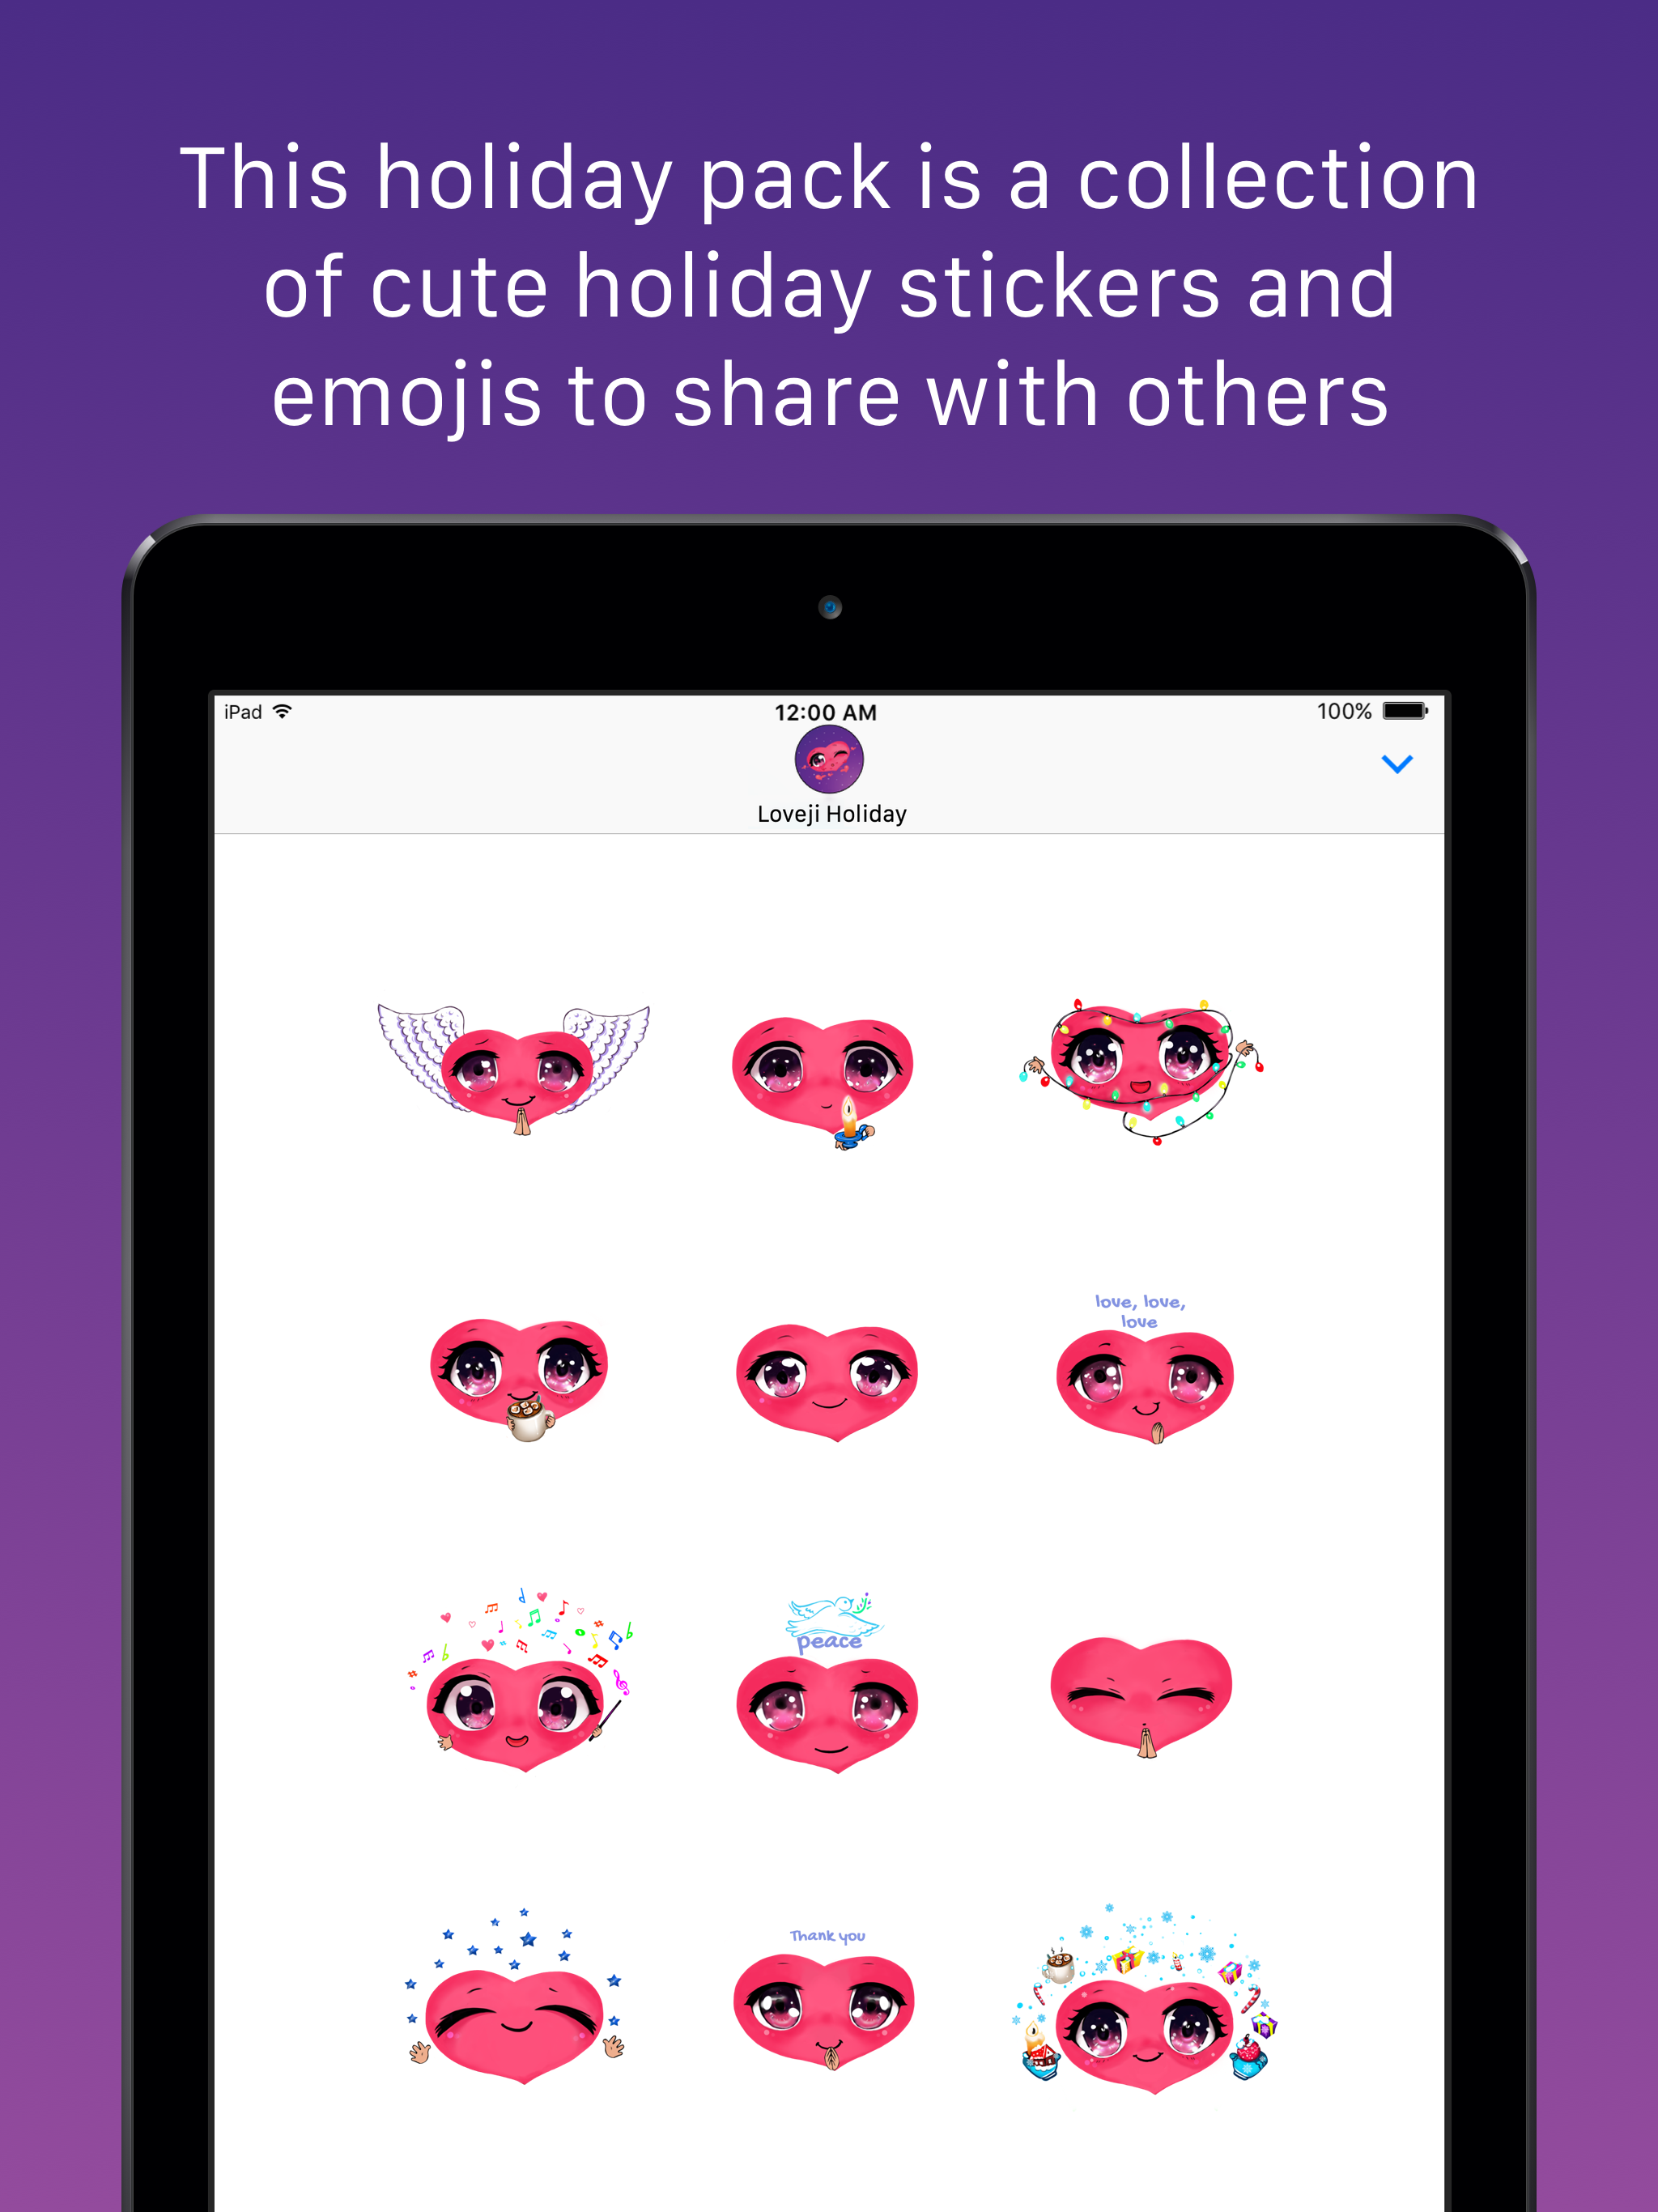 This holiday pack is a collection
of cute holiday stickers and
emojis to share with others
iPad
12:00 AM
100%
Loveji Holiday
love, love,
love
peace
Thank you